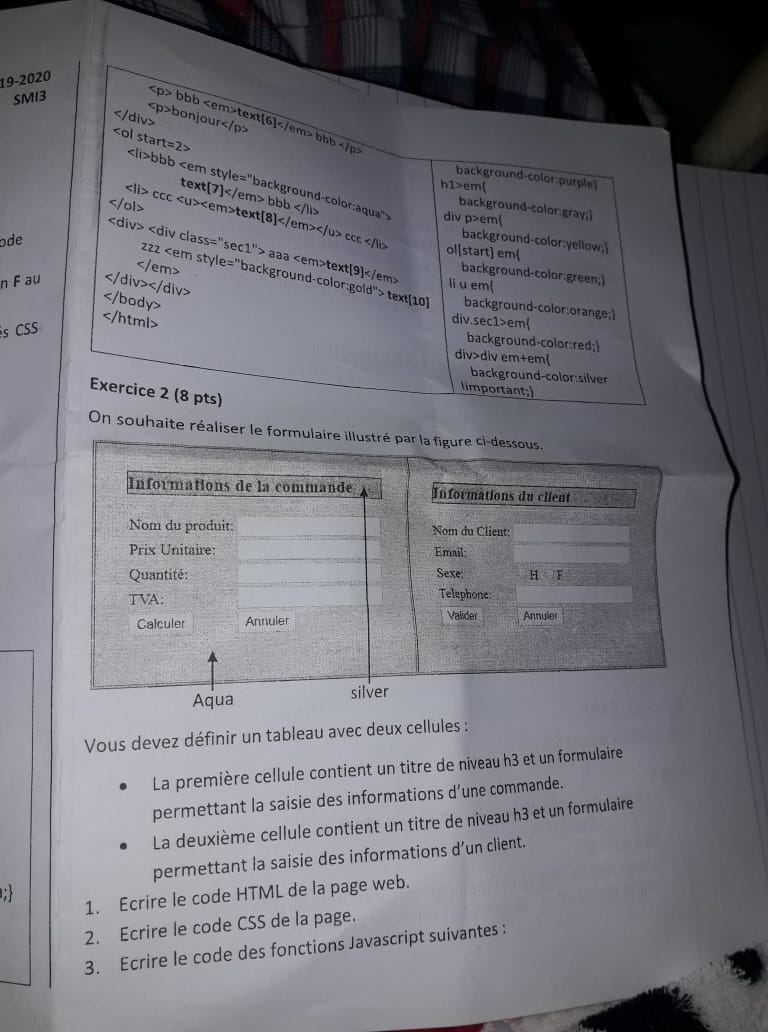 19-2020
SMI3
ode
n F au
és CSS
;}
<p> bbb <em>text[6]</em> bbb </p>
<p>bonjour</p>
</div>
<ol start=2>
<li>bbb <em style="background-color:aqua">
text[7]</em> bbb </li>
<li> ccc <u><em>text[8]</em></u> ccc </li>
</ol>
<div> <div class="sec1"> aaa <em>text[9]</em>
zzz <em style="background-color:gold"> text[10]
</em>
</div></div>
</body>
</html>
background-color:purple}
h1>em{
background-color:gray;}
div p>em{
background-color:yellow;}
ol[start] em{
background-color:green;}
li u em{
background-color:orange;}
div.sec1>em{
background-color:red;}
div>div em+em{
background-color:silver
!important;}
Exercice 2 (8 pts)
On souhaite réaliser le formulaire illustré par la figure ci-dessous.
Informations de la commande
Nom du produit:
Prix Unitaire:
Quantité:
TVA:
Calculer Annuler
Informations du client
Nom du Client:
Email:
Sexe: H F
Telephone:
Valider Annuler
Aqua silver
Vous devez définir un tableau avec deux cellules :
• La première cellule contient un titre de niveau h3 et un formulaire
permettant la saisie des informations d'une commande.
• La deuxième cellule contient un titre de niveau h3 et un formulaire
permettant la saisie des informations d'un client.
1. Ecrire le code HTML de la page web.
2. Ecrire le code CSS de la page.
3. Ecrire le code des fonctions Javascript suivantes :